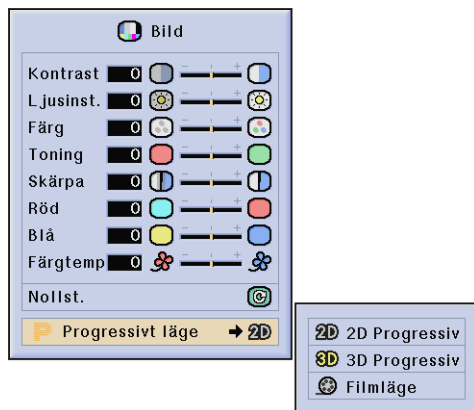 Bild
Kontrast 0
Ljusinst. 0
Färg 0
Toning 0
Skärpa 0
Röd 0
Blå 0
Färgtemp 0
Nollst.
P Progressivt läge 2D
2D 2D Progressiv
3D 3D Progressiv
Filmläge